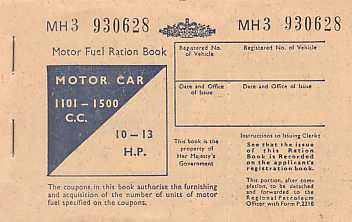 MH3 930628
MH3 930628
Motor Fuel Ration Book
MOTOR CAR
1101 - 1500
C.C.
10 - 13
H.P.
The coupons in this book authorise the furnishing
and acquisition of the number of units of motor
fuel specified on the coupons.
Registered No.
of Vehicle
Registered No. of Vehicle
Date and Office
of Issue
Date and Office of Issue
This book is the
property of
Her Majesty's
Government
Instructions to Issuing Clerk:
See that the issue
of this Ration
Book is Recorded
on the applicant's
registration book.
This portion, after
completion, to be
detached and
forwarded to the
Regional Petroleum
Officer with Form P.2218